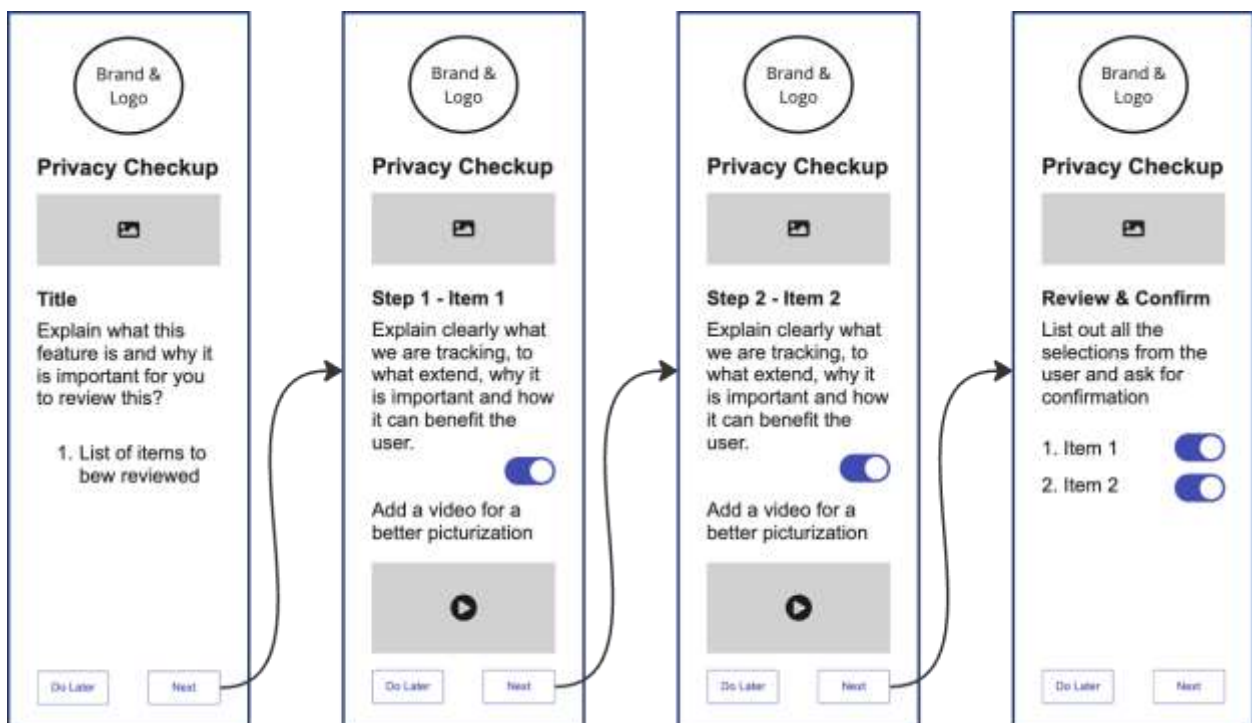 Brand &
Logo
Privacy Checkup
Title
Explain what this
feature is and why it
is important for you
to review this?
1. List of items to
bew reviewed
Do Later
Next
Brand &
Logo
Privacy Checkup
Step 1 - Item 1
Explain clearly what
we are tracking, to
what extend, why it
is important and how
it can benefit the
user.
Add a video for a
better picturization
Do Later
Next
Brand &
Logo
Privacy Checkup
Step 2 - Item 2
Explain clearly what
we are tracking, to
what extend, why it
is important and how
it can benefit the
user.
Add a video for a
better picturization
Do Later
Next
Brand &
Logo
Privacy Checkup
Review & Confirm
List out all the
selections from the
user and ask for
confirmation
1. Item 1
2. Item 2
Do Later
Next